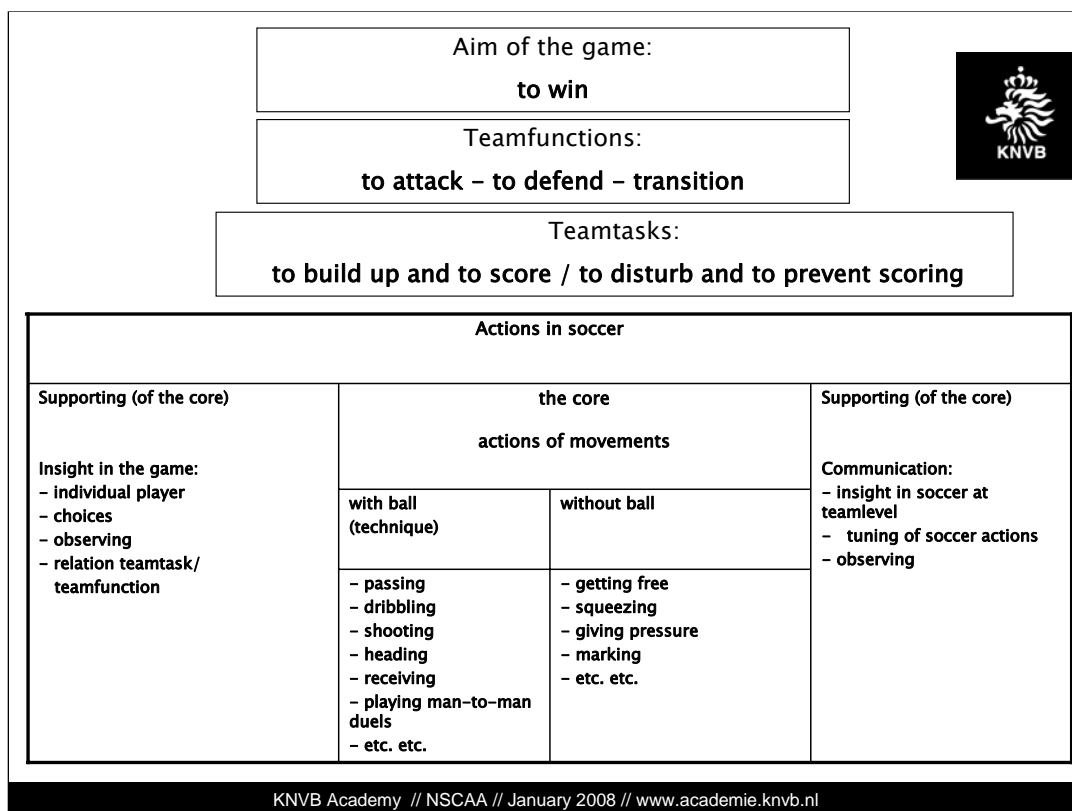 Aim of the game:
to win
KNVB
Teamfunctions:
to attack – to defend – transition
Teamtasks:
to build up and to score / to disturb and to prevent scoring
Actions in soccer
Supporting (of the core)
Insight in the game:
– individual player
– choices
– observing
– relation teamtask/
teamfunction
the core
actions of movements
with ball
(technique)
– passing
– dribbling
– shooting
– heading
– receiving
– playing man–to–man
duels
– etc. etc.
without ball
– getting free
– squeezing
– giving pressure
– marking
– etc. etc.
Supporting (of the core)
Communication:
– insight in soccer at
teamlevel
– tuning of soccer actions
– observing
KNVB Academy // NSCAA // January 2008 // www.academie.knvb.nl